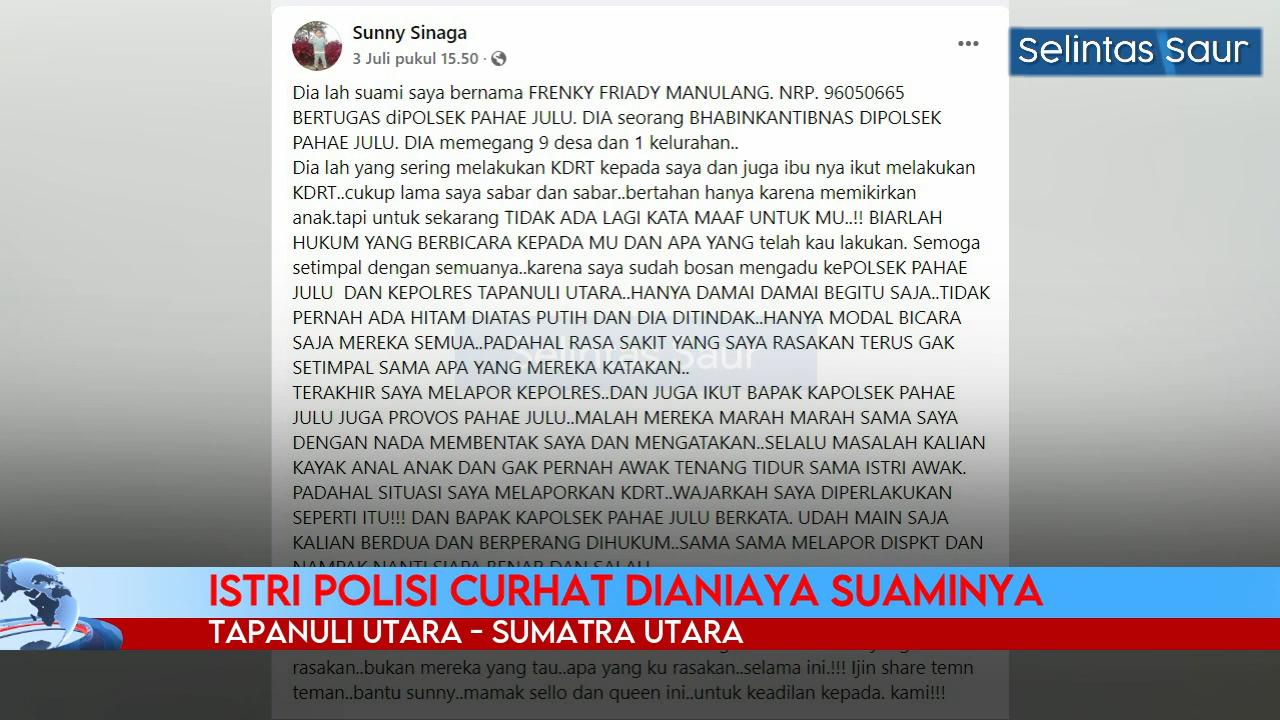 Sunny Sinaga
3 Juli pukul 15.50 ·
Selintas Saur
Dia lah suami saya bernama FRENKY FRIADY MANULANG. NRP. 96050665
BERTUGAS diPOLSEK PAHAE JULU. DIA seorang BHABINKANTIBNAS DIPOLSEK
PAHAE JULU. DIA memegang 9 desa dan 1 kelurahan..
Dia lah yang sering melakukan KDRT kepada saya dan juga ibu nya ikut melakukan
KDRT..cukup lama saya sabar dan sabar..bertahan hanya karena memikirkan
anak.tapi untuk sekarang TIDAK ADA LAGI KATA MAAF UNTUK MU..!! BIARLAH
HUKUM YANG BERBICARA KEPADA MU DAN APA YANG telah kau lakukan. Semoga
setimpal dengan semuanya..karena saya sudah bosan mengadu kePOLSEK PAHAE
JULU DAN KEPOLRES TAPANULI UTARA..HANYA DAMAI DAMAI BEGITU SAJA..TIDAK
PERNAH ADA HITAM DIATAS PUTIH DAN DIA DITINDAK..HANYA MODAL BICARA
SAJA MEREKA SEMUA..PADAHAL RASA SAKIT YANG SAYA RASAKAN TERUS GAK
Selintas Saur
SETIMPAL SAMA APA YANG MEREKA KATAKAN..
TERAKHIR SAYA MELAPOR KEPOLRES..DAN JUGA IKUT BAPAK KAPOLSEK PAHAE
JULU JUGA PROVOS PAHAE JULU..MALAH MEREKA MARAH MARAH SAMA SAYA
DENGAN NADA MEMBENTAK SAYA DAN MENGATAKAN..SELALU MASALAH KALIAN
KAYAK ANAL ANAK DAN GAK PERNAH AWAK TENANG TIDUR SAMA ISTRI AWAK.
PADAHAL SITUASI SAYA MELAPORKAN KDRT..WAJARKAH SAYA DIPERLAKUKAN
SEPERTI ITU!!! DAN BAPAK KAPOLSEK PAHAE JULU BERKATA. UDAH MAIN SAJA
KALIAN BERDUA DAN BERPERANG DIHUKUM..SAMA SAMA MELAPOR DISPKT DAN
NAMPAK NANTI SIAPA BENAR DAN SALAH
ISTRI POLISI CURHAT DIANIAYA SUAMINYA
TAPANULI UTARA - SUMATRA UTARA
rasakan..bukan mereka yang tau..apa yang ku rasakan..selama ini.!!! Ijin share temn
teman..bantu sunny..mamak sello dan queen ini..untuk keadilan kepada. kami!!!